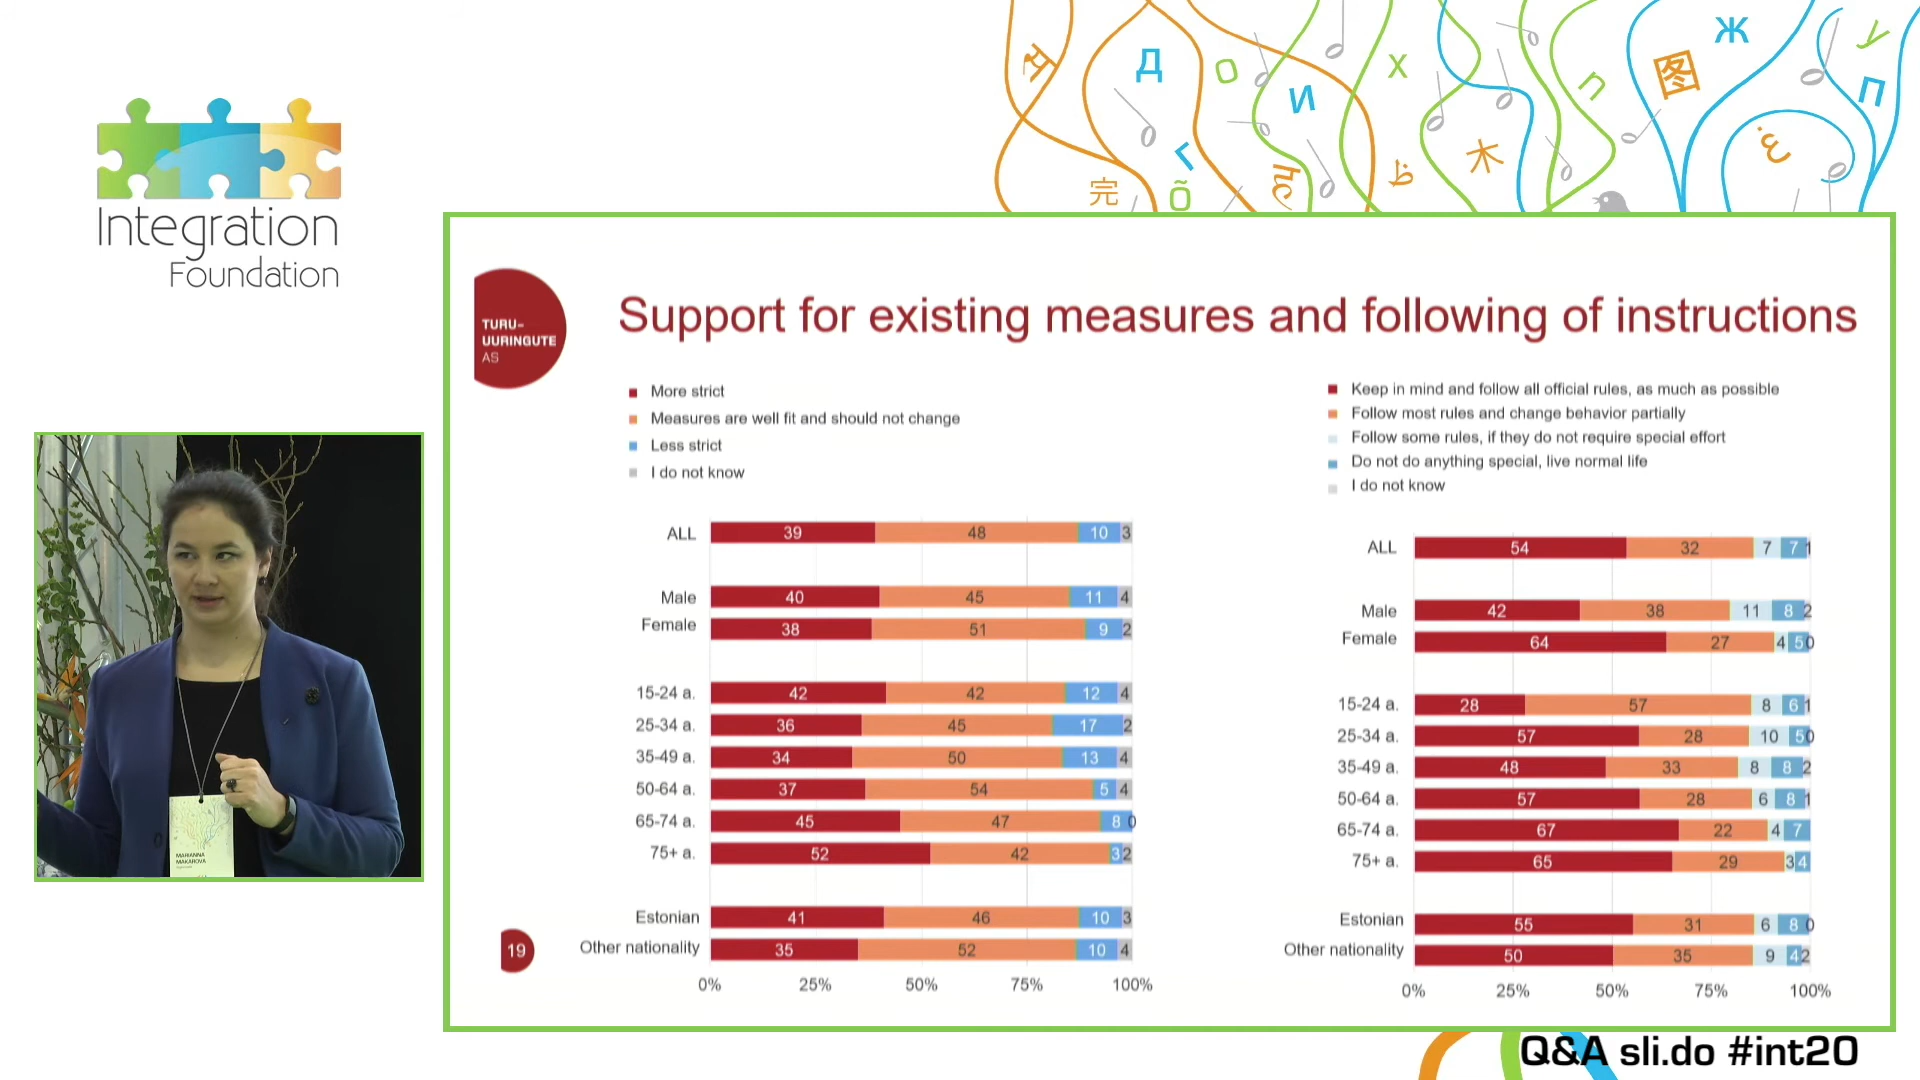 Integration
Foundation
Д
О
И
Х
Ж
У
П
图
木
完
Õ
TURU-
UURINGUTE
AS
Support for existing measures and following of instructions
More strict
Measures are well fit and should not change
Less strict
I do not know
ALL 39 48 10 3
Male 40 45 11 4
Female 38 51 9 2
15-24 a. 42 42 12 4
25-34 a. 36 45 17 2
35-49 a. 34 50 13 4
50-64 a. 37 54 5 4
65-74 a. 45 47 8 0
75+ a. 52 42 3 2
Estonian 41 46 10 3
Other nationality 35 52 10 4
0% 25% 50% 75% 100%
Keep in mind and follow all official rules, as much as possible
Follow most rules and change behavior partially
Follow some rules, if they do not require special effort
Do not do anything special, live normal life
I do not know
ALL 54 32 7 7 1
Male 42 38 11 8 2
Female 64 27 4 5 0
15-24 a. 28 57 8 6 1
25-34 a. 57 28 10 5 0
35-49 a. 48 33 8 8 2
50-64 a. 57 28 6 8 1
65-74 a. 67 22 4 7
75+ a. 65 29 3 4
Estonian 55 31 6 8 0
Other nationality 50 35 9 4 2
0% 25% 50% 75% 100%
19
MARIANNA
MAKAROVA
Q&A sli.do #int20